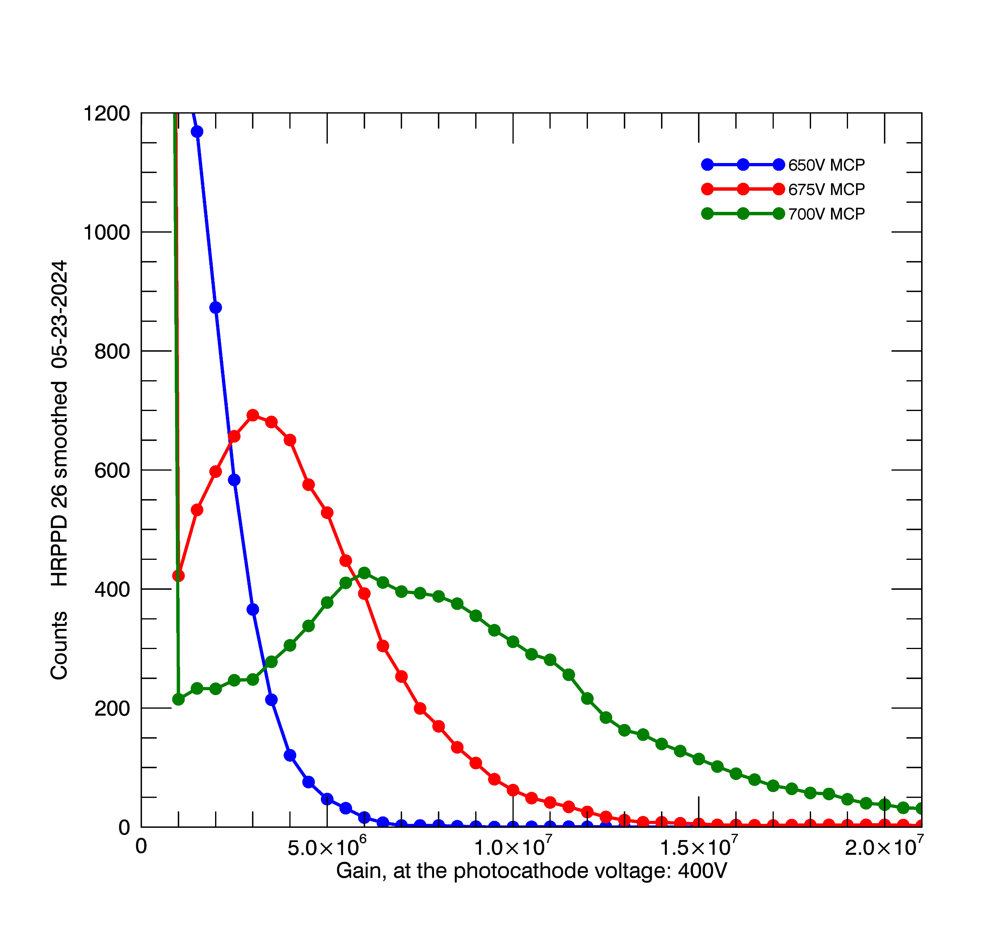 1200
1000
800
600
400
200
0
Counts HRPPD 26 smoothed 05-23-2024
650V MCP
675V MCP
700V MCP
0 5.0×10⁶ 1.0×10⁷ 1.5×10⁷ 2.0×10⁷
Gain, at the photocathode voltage: 400V